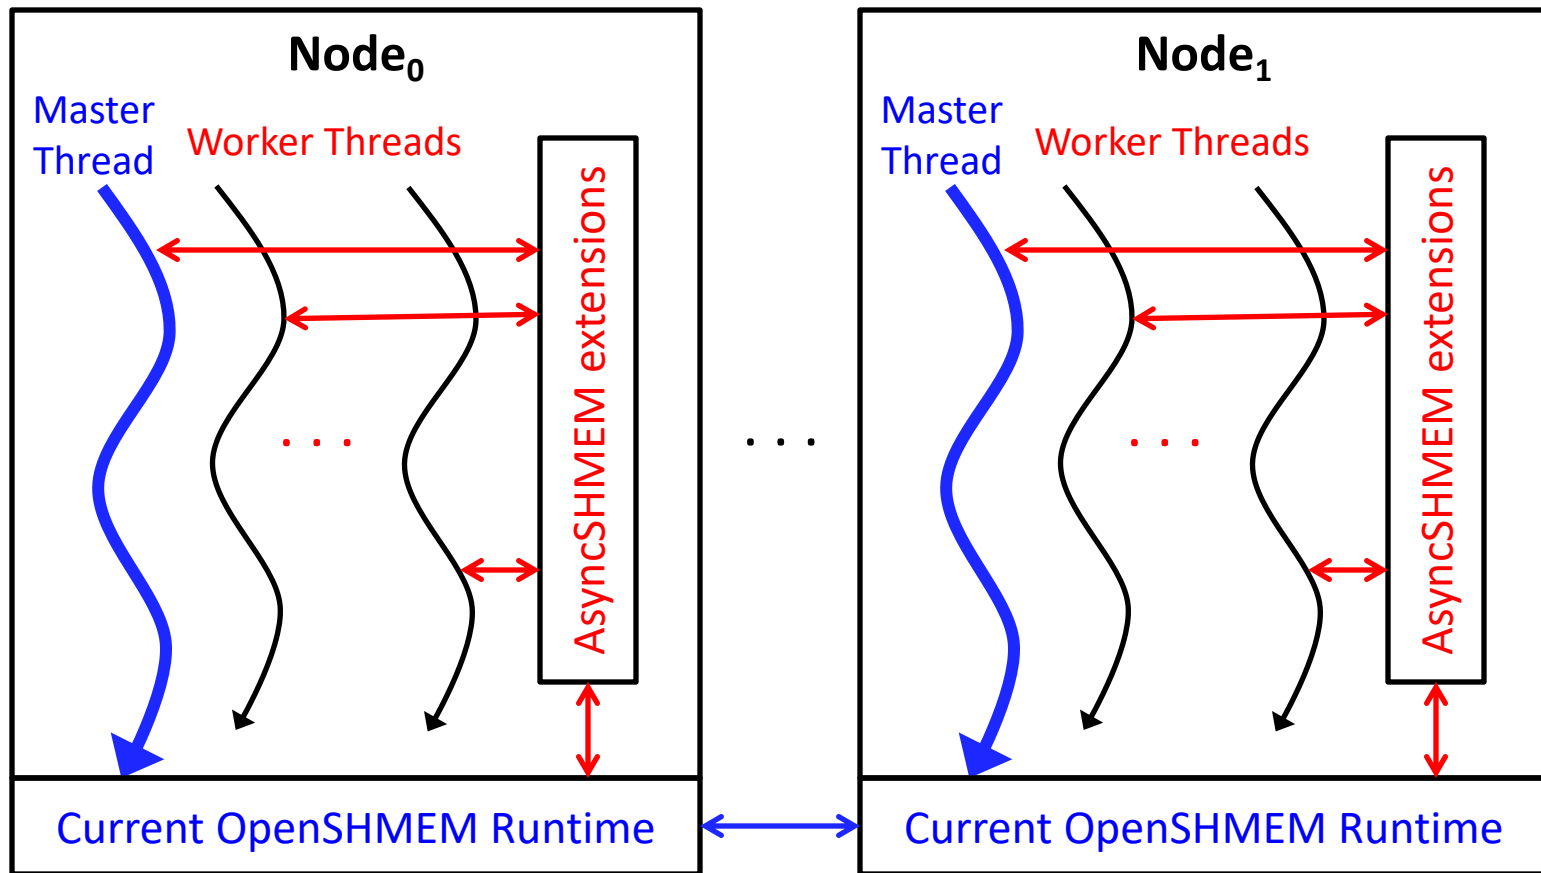 Node₀
Master
Thread
Worker Threads
AsyncSHMEM extensions
. . .
Current OpenSHMEM Runtime
. . .
Node₁
Master
Thread
Worker Threads
AsyncSHMEM extensions
. . .
Current OpenSHMEM Runtime